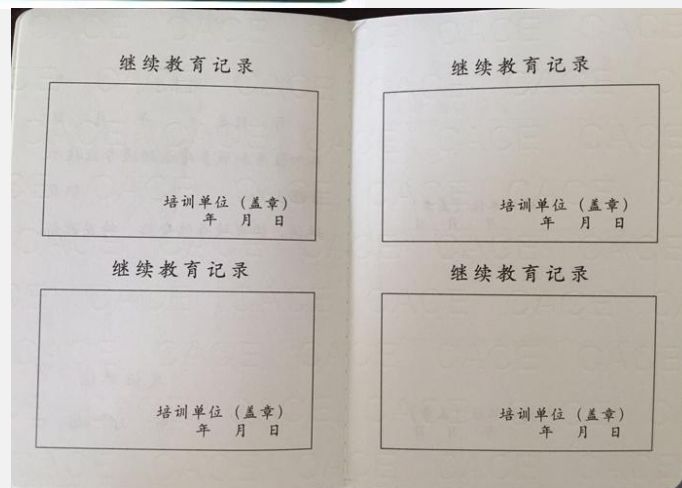 继续教育记录
培训单位（盖章）
年 月 日
继续教育记录
培训单位（盖章）
年 月 日
继续教育记录
培训单位（盖章）
年 月 日
继续教育记录
培训单位（盖章）
年 月 日
CACE